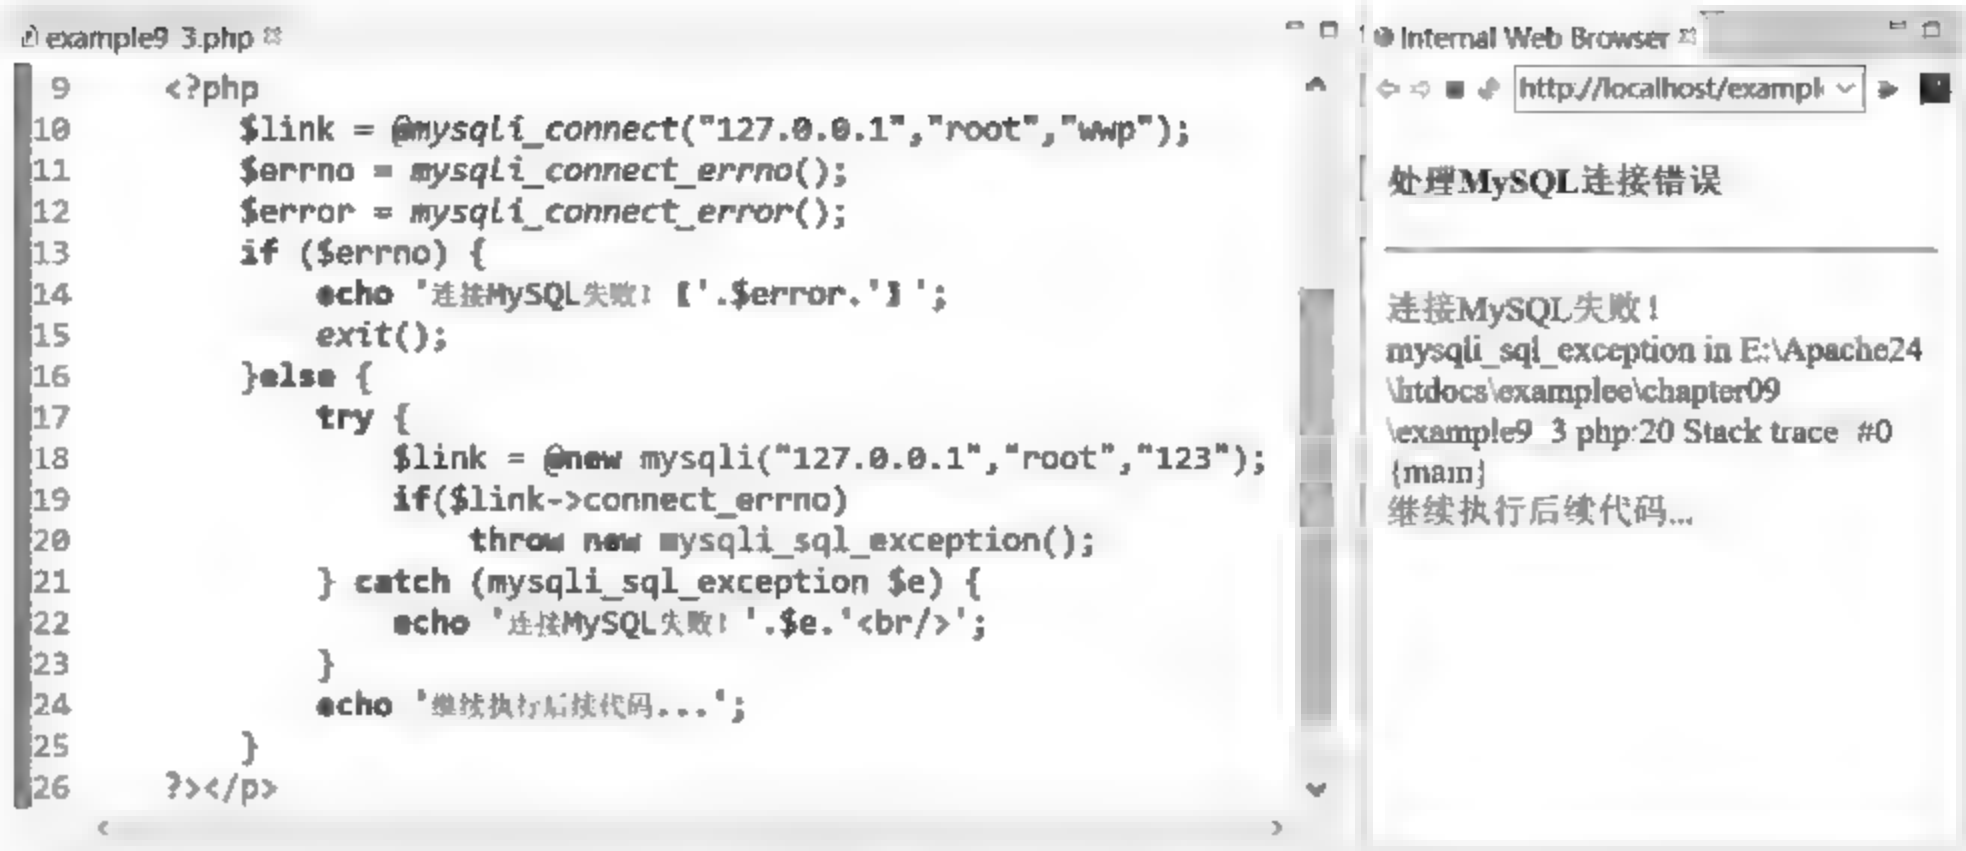 example9_3.php
9 <?php
10 $link = @mysqli_connect("127.0.0.1","root","wwp");
11 $errno = mysqli_connect_errno();
12 $error = mysqli_connect_error();
13 if ($errno) {
14 echo '连接MySQL失败！['.$error.']';
15 exit();
16 }else {
17 try {
18 $link = @new mysqli("127.0.0.1","root","123");
19 if($link->connect_errno)
20 throw new mysqli_sql_exception();
21 } catch (mysqli_sql_exception $e) {
22 echo '连接MySQL失败！'.$e.'<br/>';
23 }
24 echo '继续执行后续代码...';
25 }
26 ?></p>
Internal Web Browser
http://localhost/exampl
处理MySQL连接错误
连接MySQL失败！
mysqli_sql_exception in E:\Apache24
\htdocs\examplee\chapter09
\example9_3 php:20 Stack trace #0
{main}
继续执行后续代码...